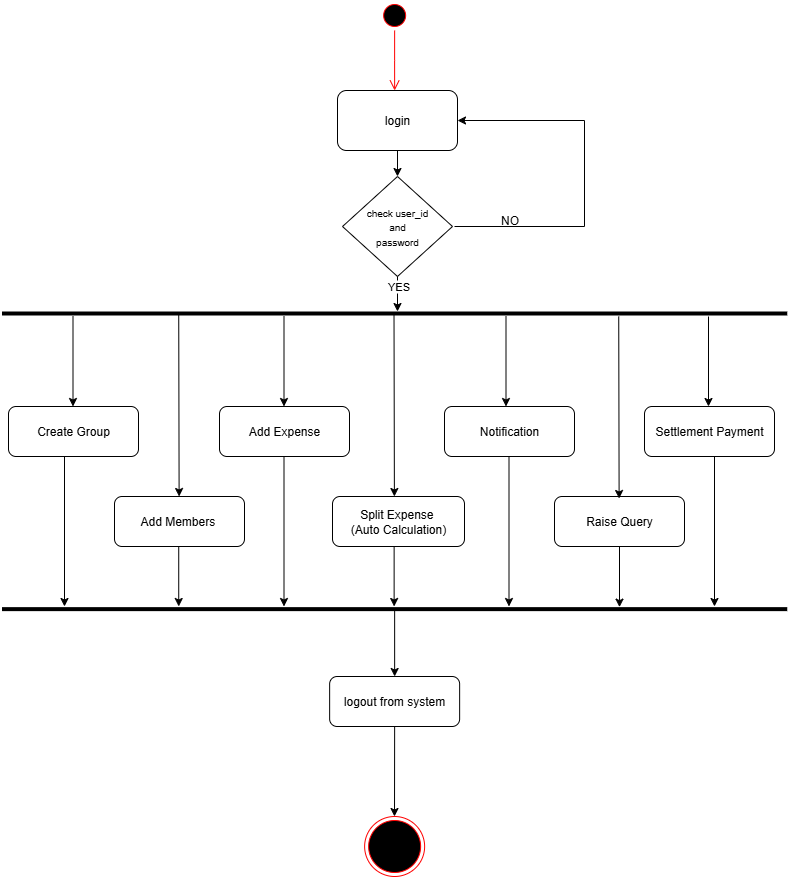 login
check user_id
and
password
NO
YES
Create Group
Add Expense
Notification
Settlement Payment
Add Members
Split Expense
(Auto Calculation)
Raise Query
logout from system